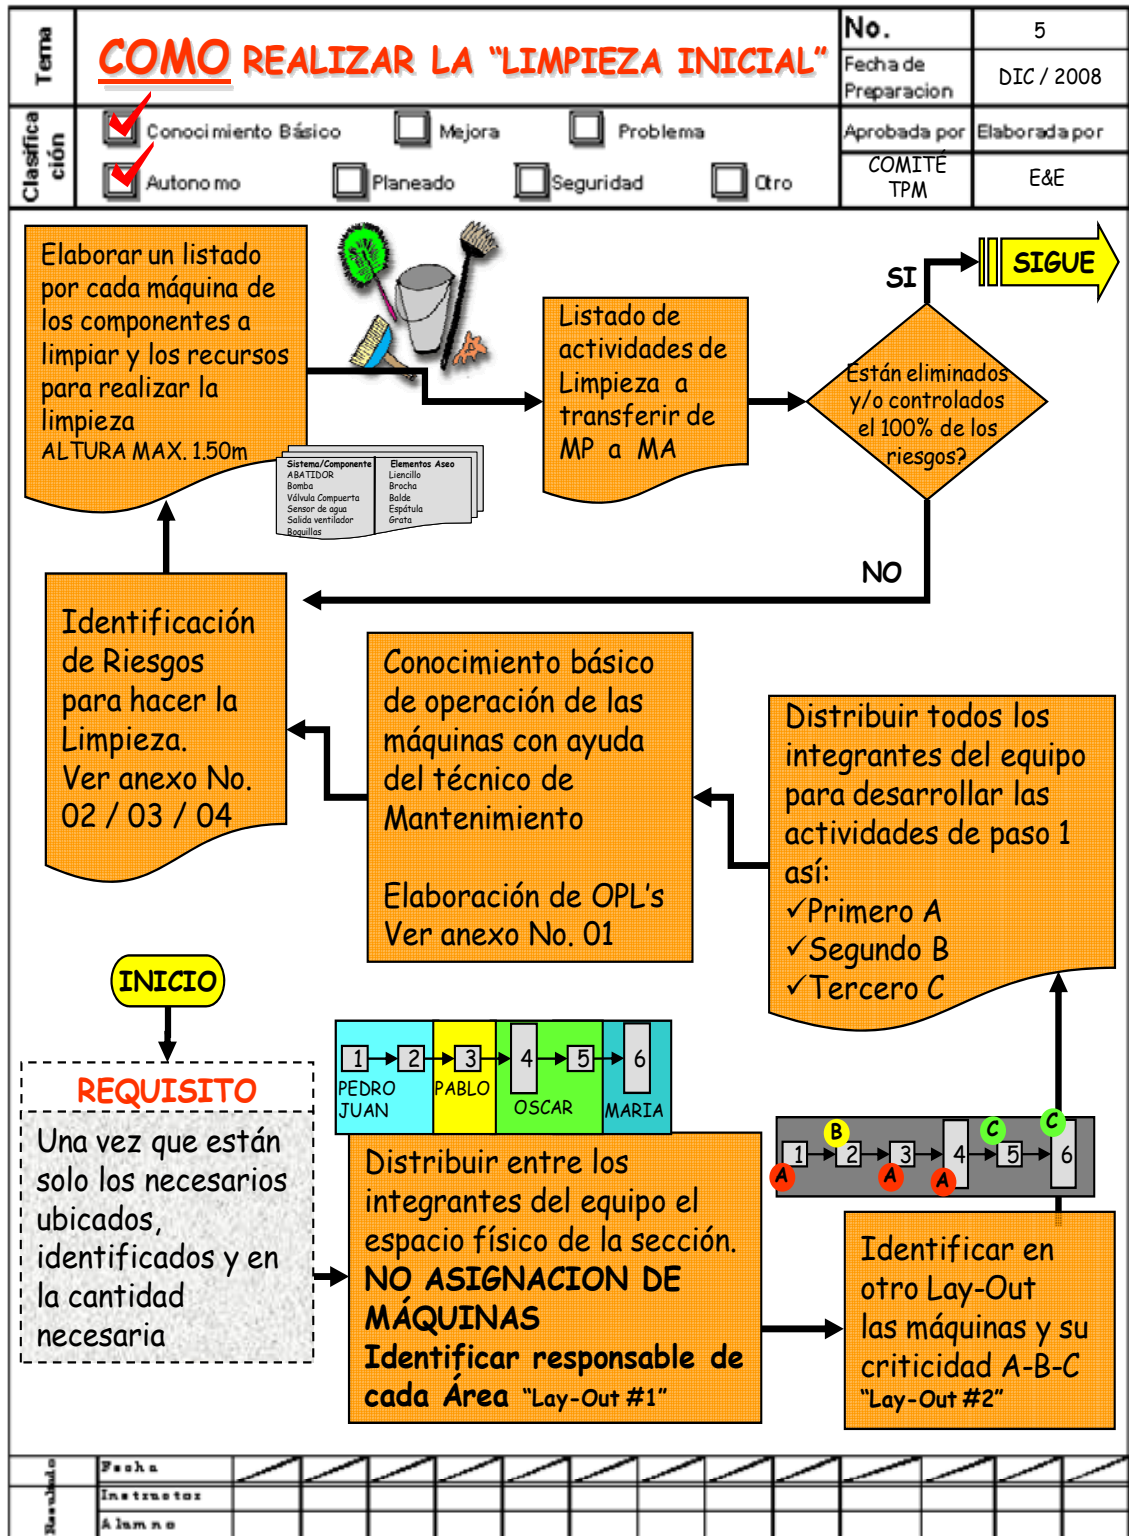 Tema
COMO REALIZAR LA “LIMPIEZA INICIAL”
No.
5
Fecha de
Preparacion
DIC / 2008
Clasifica
ción
Conocimiento Básico
Mejora
Problema
Autonomo
Planeado
Seguridad
Otro
Aprobada por
Elaborada por
COMITÉ
TPM
E&E
Elaborar un listado
por cada máquina de
los componentes a
limpiar y los recursos
para realizar la
limpieza
ALTURA MAX. 1.50m
Sistema/Componente
Elementos Aseo
ABATIDOR
Liencillo
Bomba
Brocha
Válvula Compuerta
Balde
Sensor de agua
Espátula
Salida ventilador
Grata
Boquillas
Listado de
actividades de
Limpieza a
transferir de
MP a MA
SI
SIGUE
Están eliminados
y/o controlados
el 100% de los
riesgos?
NO
Identificación
de Riesgos
para hacer la
Limpieza.
Ver anexo No.
02 / 03 / 04
Conocimiento básico
de operación de las
máquinas con ayuda
del técnico de
Mantenimiento
Elaboración de OPL’s
Ver anexo No. 01
Distribuir todos los
integrantes del equipo
para desarrollar las
actividades de paso 1
así:
✓Primero A
✓Segundo B
✓Tercero C
INICIO
REQUISITO
Una vez que están
solo los necesarios
ubicados,
identificados y en
la cantidad
necesaria
1 2 3 4 5 6
PEDRO
JUAN
PABLO
OSCAR
MARIA
Distribuir entre los
integrantes del equipo el
espacio físico de la sección.
NO ASIGNACION DE
MÁQUINAS
Identificar responsable de
cada Área “Lay-Out #1”
B C C
1 2 3 4 5 6
A A A
Identificar en
otro Lay-Out
las máquinas y su
criticidad A-B-C
“Lay-Out #2”
Resultado
Fecha
Instructor
Alumno